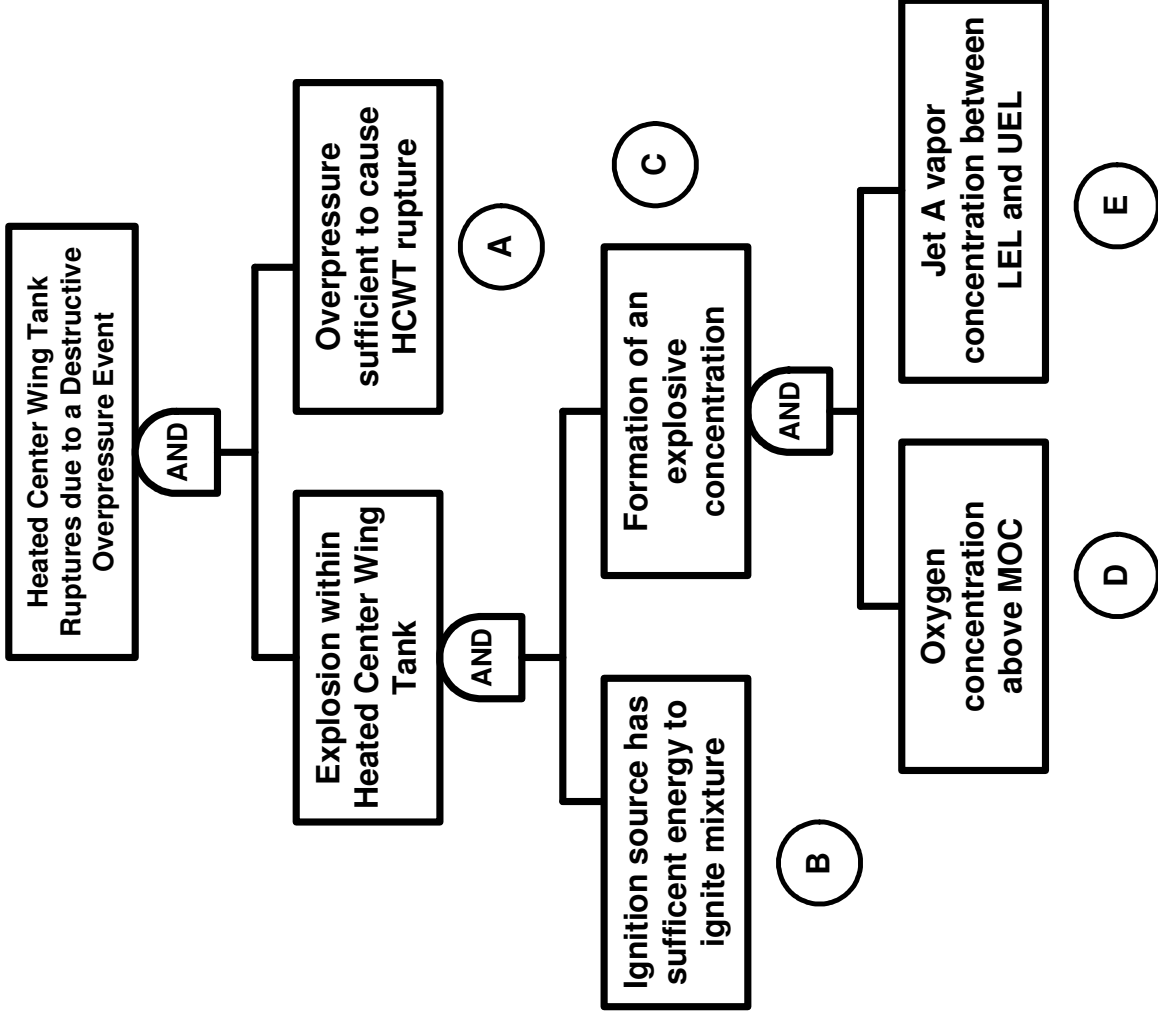 Heated Center Wing Tank
Ruptures due to a Destructive
Overpressure Event
AND
Explosion within
Heated Center Wing
Tank
Overpressure
sufficient to cause
HCWT rupture
A
AND
Ignition source has
sufficent energy to
ignite mixture
B
Formation of an
explosive
concentration
C
AND
Oxygen
concentration
above MOC
D
Jet A vapor
concentration between
LEL and UEL
E